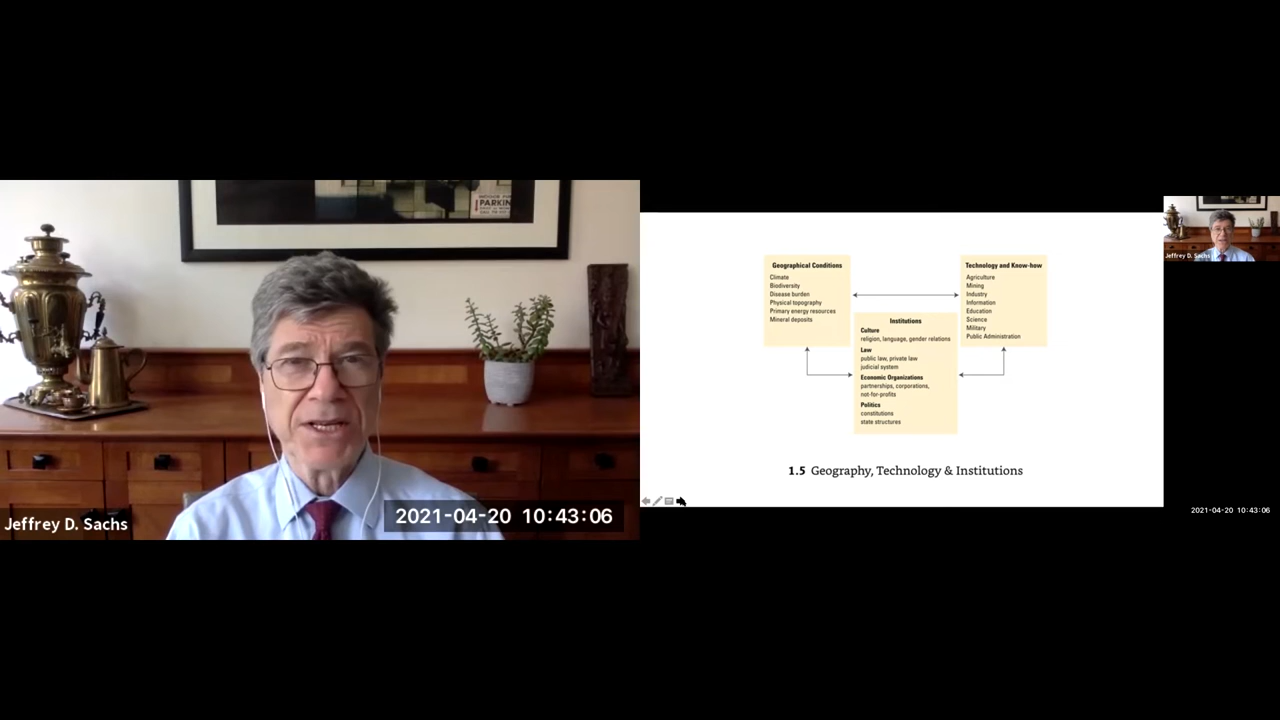 PARKIN
Jeffrey D. Sachs
2021-04-20 10:43:06
Geographical Conditions
Climate
Biodiversity
Disease burden
Physical topography
Primary energy resources
Mineral deposits
Technology and Know-how
Agriculture
Mining
Industry
Information
Education
Science
Military
Public Administration
Institutions
Culture
religion, language, gender relations
Law
public law, private law
judicial system
Economic Organizations
partnerships, corporations,
not-for-profits
Politics
constitutions
state structures
1.5 Geography, Technology & Institutions
Jeffrey D. Sachs
2021-04-20 10:43:06